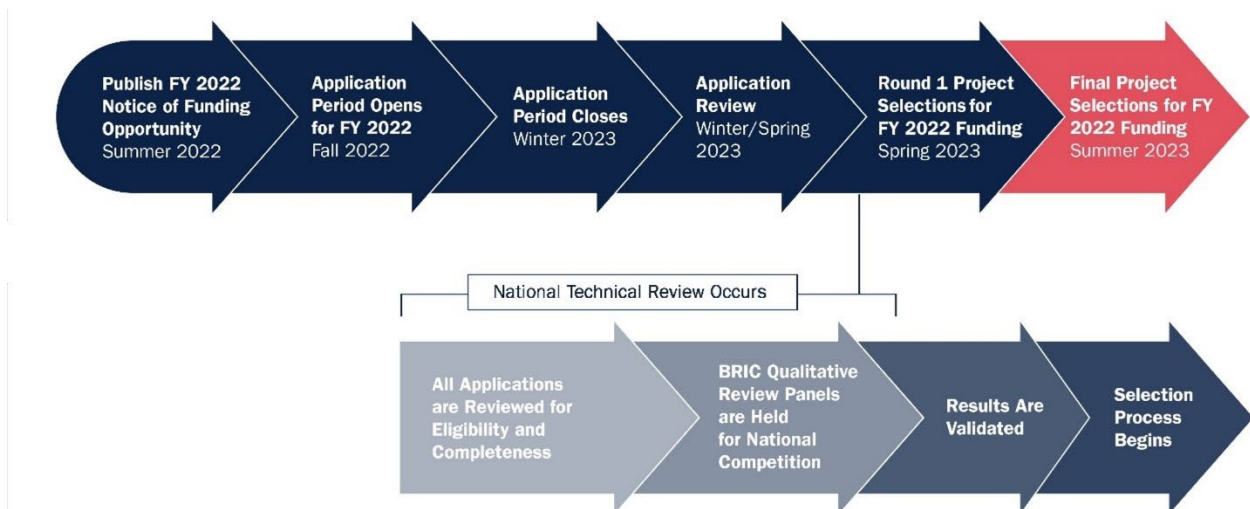 Publish FY 2022
Notice of Funding
Opportunity
Summer 2022
Application
Period Opens
for FY 2022
Fall 2022
Application
Period Closes
Winter 2023
Application
Review
Winter/Spring
2023
Round 1 Project
Selections for
FY 2022 Funding
Spring 2023
Final Project
Selections for FY
2022 Funding
Summer 2023
National Technical Review Occurs
All Applications
are Reviewed for
Eligibility and
Completeness
BRIC Qualitative
Review Panels
are Held
for National
Competition
Results Are
Validated
Selection
Process
Begins